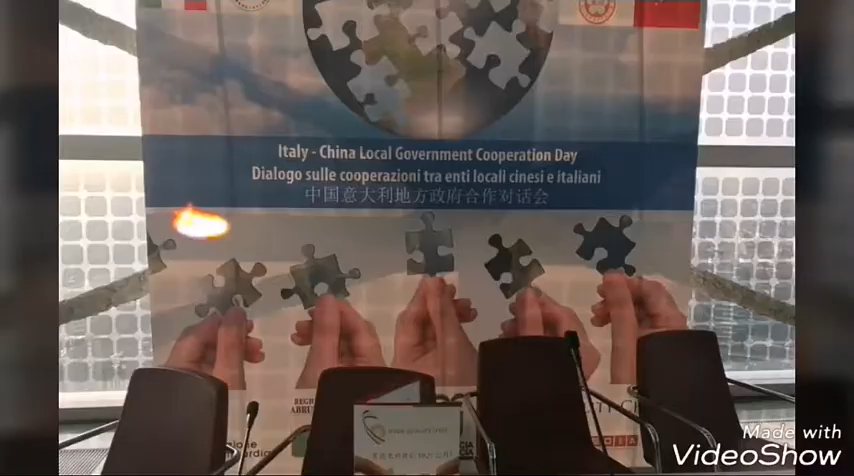 Italy - China Local Government Cooperation Day
Dialogo sulle cooperazioni tra enti locali cinesi e italiani
中国意大利地方政府合作对话会
Made with
VideoShow